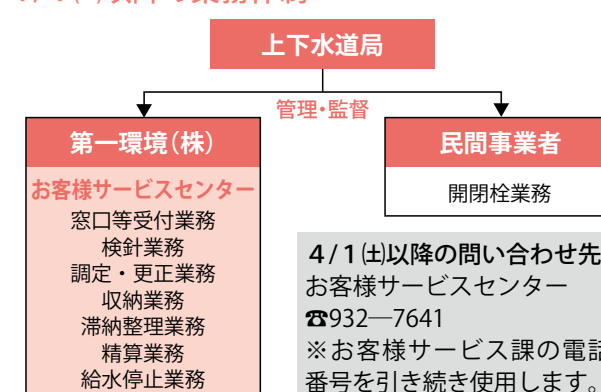 上下水道局
管理・監督
第一環境(株)
お客様サービスセンター
窓口等受付業務
検針業務
調定・更正業務
収納業務
滞納整理業務
精算業務
給水停止業務
民間事業者
開閉栓業務
4/1㈯以降の問い合わせ先
お客様サービスセンター
☎932―7641
※お客様サービス課の電話
番号を引き続き使用します。